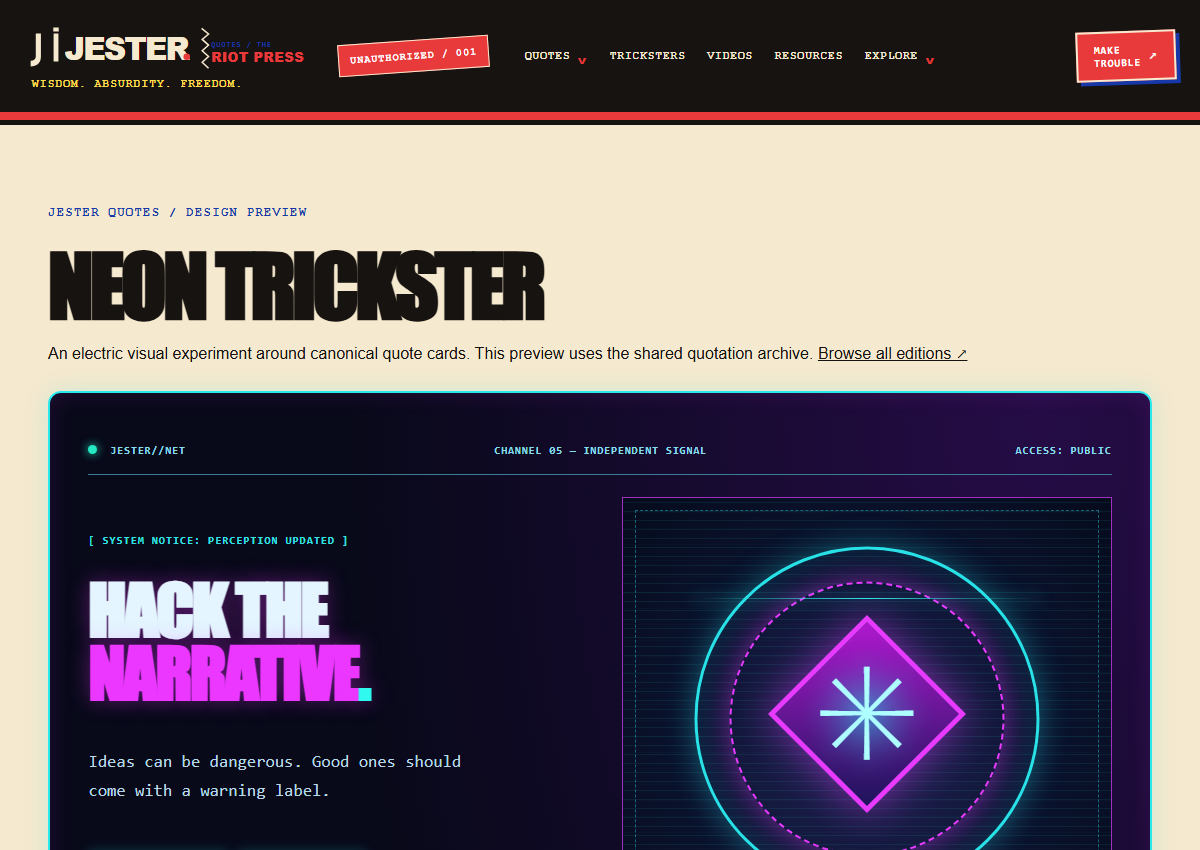 Ji JESTER.
QUOTES / THE
RIOT PRESS
WISDOM. ABSURDITY. FREEDOM.
UNAUTHORIZED / 001
QUOTES v
TRICKSTERS
VIDEOS
RESOURCES
EXPLORE v
MAKE
TROUBLE ↗
JESTER QUOTES / DESIGN PREVIEW
NEON TRICKSTER
An electric visual experiment around canonical quote cards. This preview uses the shared quotation archive. Browse all editions ↗
JESTER//NET
CHANNEL 05 — INDEPENDENT SIGNAL
ACCESS: PUBLIC
[ SYSTEM NOTICE: PERCEPTION UPDATED ]
HACK THE
NARRATIVE.
Ideas can be dangerous. Good ones should
come with a warning label.